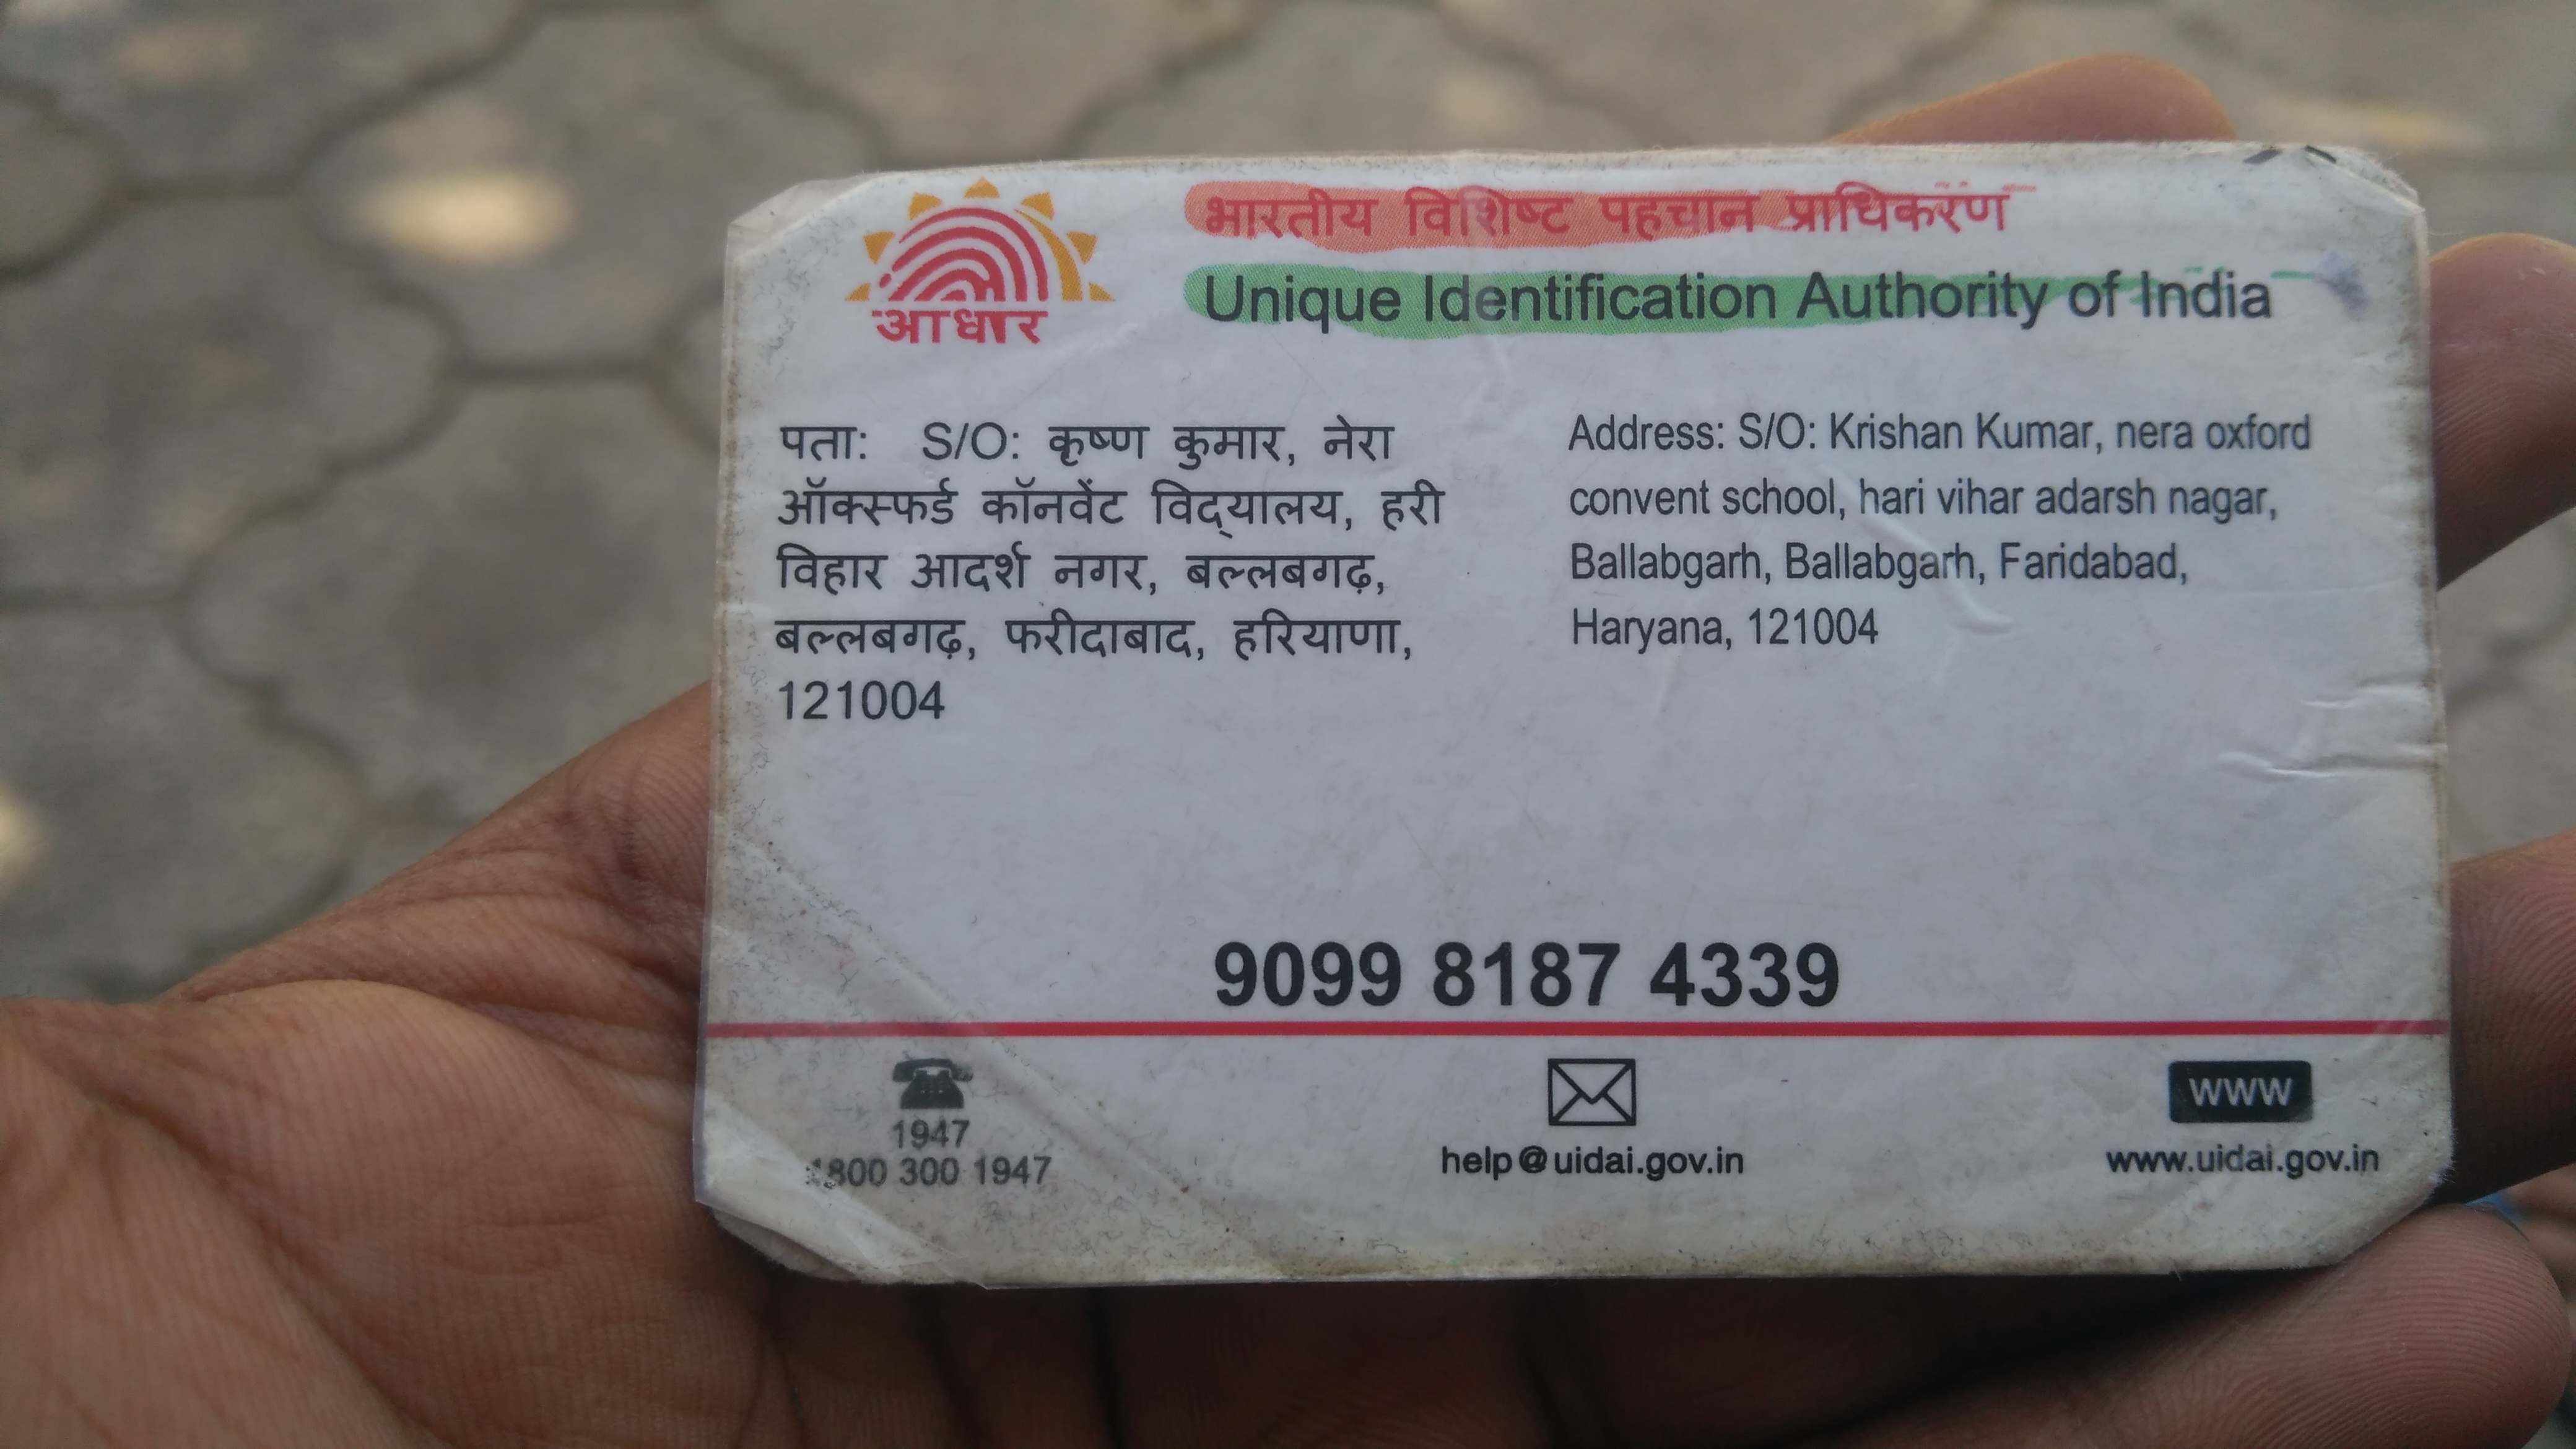 आधार
भारतीय विशिष्ट पहचान प्राधिकरण
Unique Identification Authority of India
पता: S/O: कृष्ण कुमार, नेरा
ऑक्स्फर्ड कॉनवेंट विद्‌यालय, हरी
विहार आदर्श नगर, बल्लबगढ़,
बल्लबगढ़, फरीदाबाद, हरियाणा,
121004
Address: S/O: Krishan Kumar, nera oxford
convent school, hari vihar adarsh nagar,
Ballabgarh, Ballabgarh, Faridabad,
Haryana, 121004
9099 8187 4339
1947
1800 300 1947
help@uidai.gov.in
www
www.uidai.gov.in